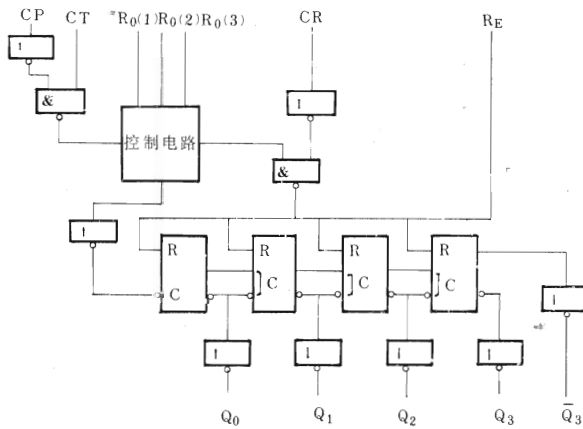 CP CT *R₀(1) R₀(2) R₀(3) CR R_E
1
&
1
控制电路
&
1
R R R R
C C C C
1
1 1 1 1
Q₀ Q₁ Q₂ Q₃ Q̄₃